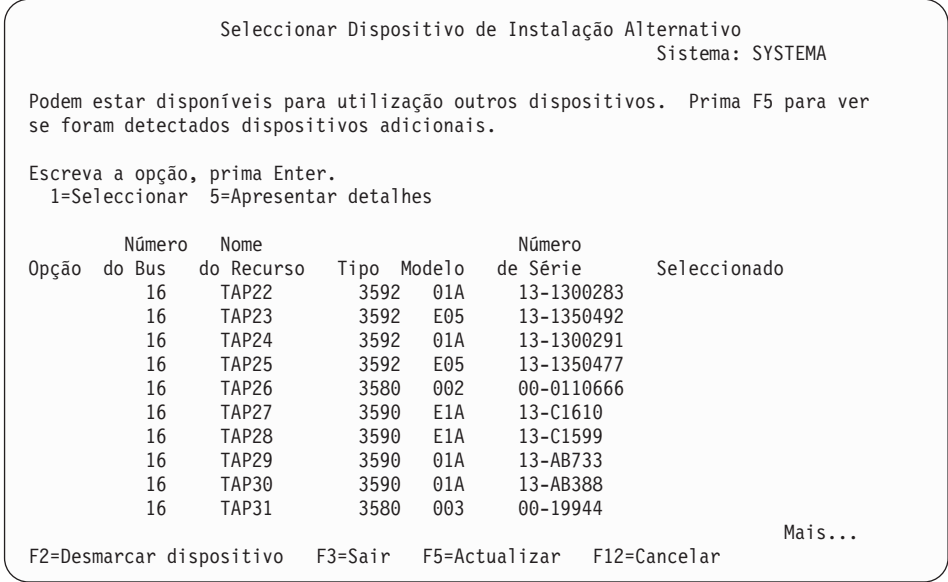 Seleccionar Dispositivo de Instalação Alternativo
Sistema: SYSTEMA
Podem estar disponíveis para utilização outros dispositivos. Prima F5 para ver
se foram detectados dispositivos adicionais.
Escreva a opção, prima Enter.
1=Seleccionar 5=Apresentar detalhes
Número Nome Número
Opção do Bus do Recurso Tipo Modelo de Série Seleccionado
16 TAP22 3592 01A 13-1300283
16 TAP23 3592 E05 13-1350492
16 TAP24 3592 01A 13-1300291
16 TAP25 3592 E05 13-1350477
16 TAP26 3580 002 00-0110666
16 TAP27 3590 E1A 13-C1610
16 TAP28 3590 E1A 13-C1599
16 TAP29 3590 01A 13-AB733
16 TAP30 3590 01A 13-AB388
16 TAP31 3580 003 00-19944
Mais...
F2=Desmarcar dispositivo F3=Sair F5=Actualizar F12=Cancelar